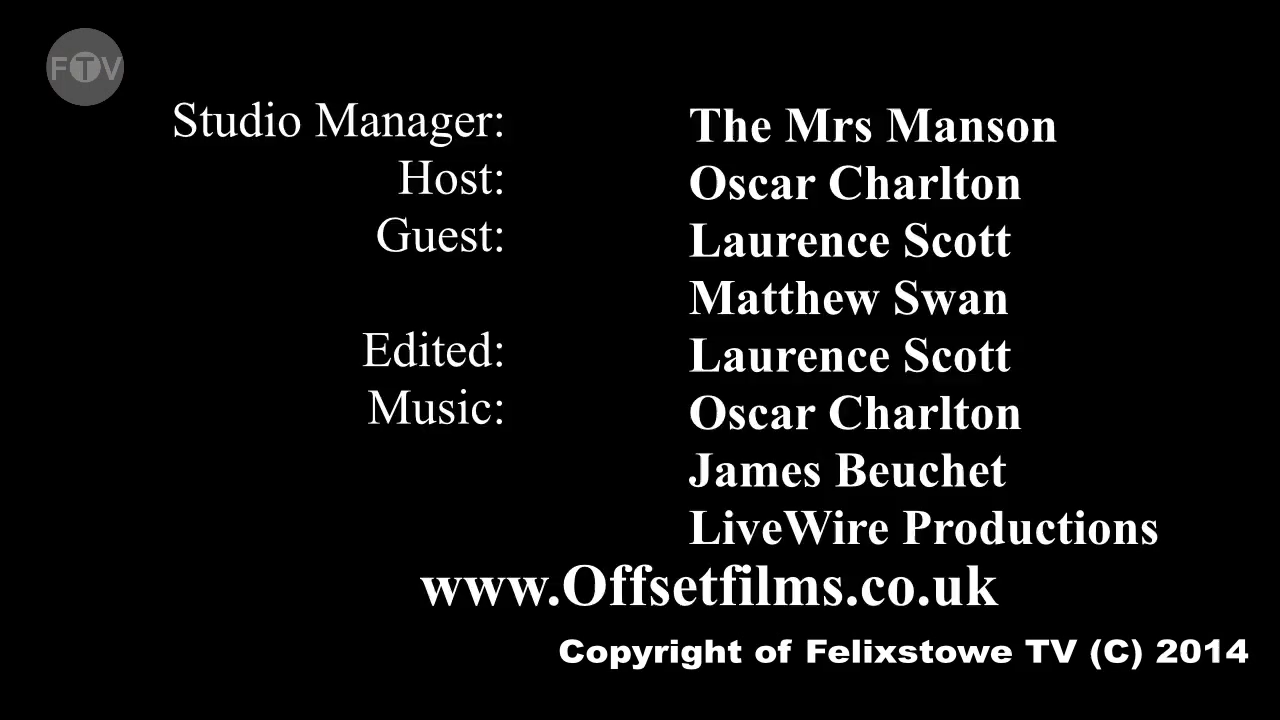 FTV
Studio Manager: The Mrs Manson
Host: Oscar Charlton
Guest: Laurence Scott
Matthew Swan
Edited: Laurence Scott
Music: Oscar Charlton
James Beuchet
LiveWire Productions
www.Offsetfilms.co.uk
Copyright of Felixstowe TV (C) 2014